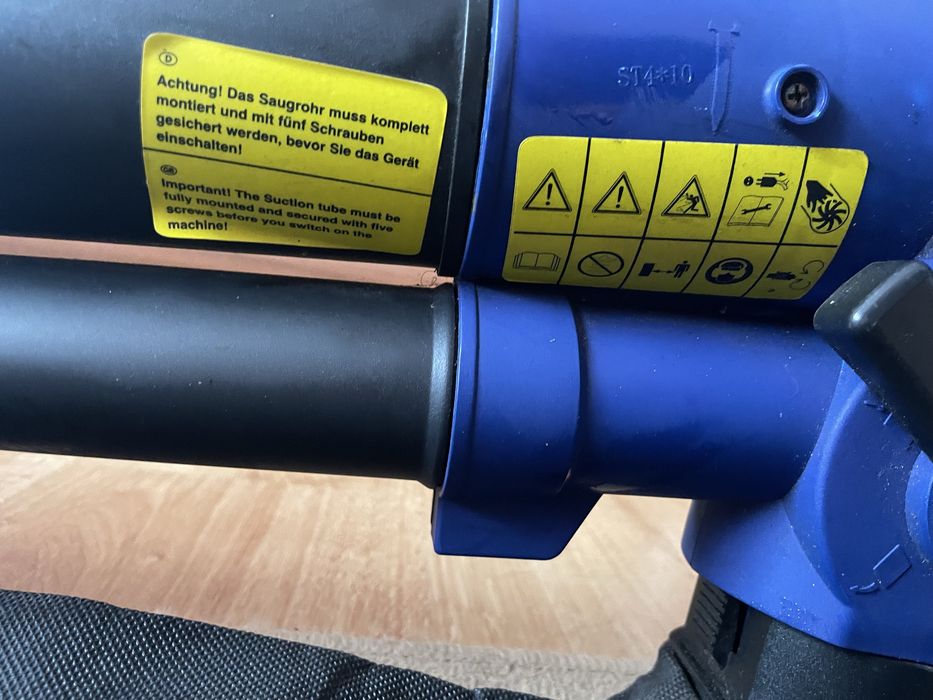 D
Achtung! Das Saugrohr muss komplett
montiert und mit fünf Schrauben
gesichert werden, bevor Sie das Gerät
einschalten!
GB
Important! The Suction tube must be
fully mounted and secured with five
screws before you switch on the
machine!
ST4*10